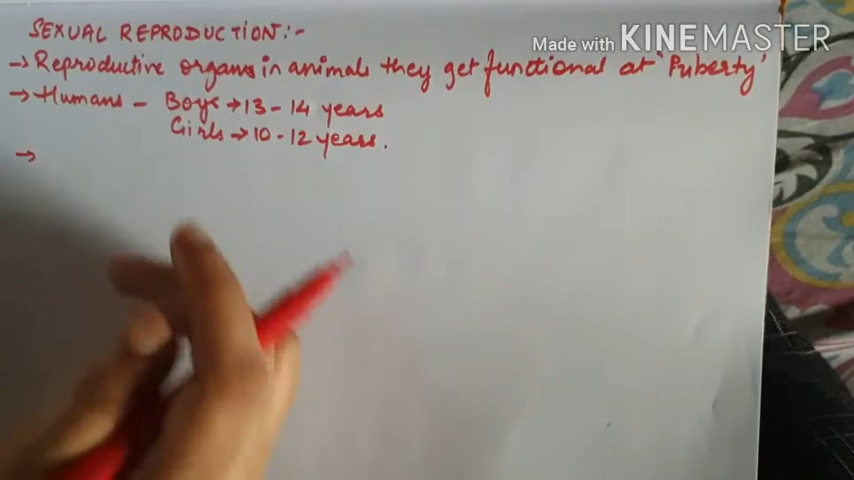 Made with KINEMASTER
SEXUAL REPRODUCTION:-
→ Reproductive organs in animals they get functional at 'Puberty'
→ Humans - Boys → 13 - 14 years
Girls → 10 - 12 years.
→